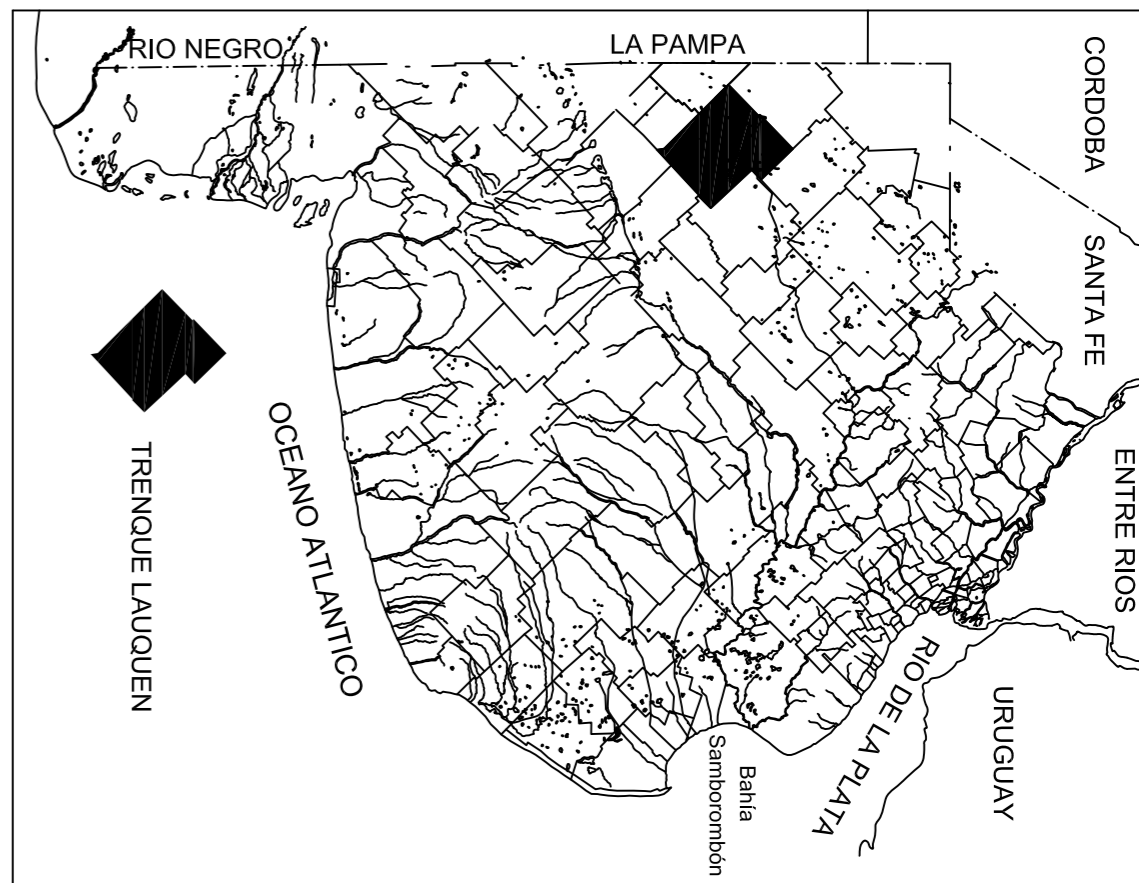 RIO NEGRO
LA PAMPA
CORDOBA
SANTA FE
ENTRE RIOS
TRENQUE LAUQUEN
OCEANO ATLANTICO
RIO DE LA PLATA
URUGUAY
Bahía
Samborombón